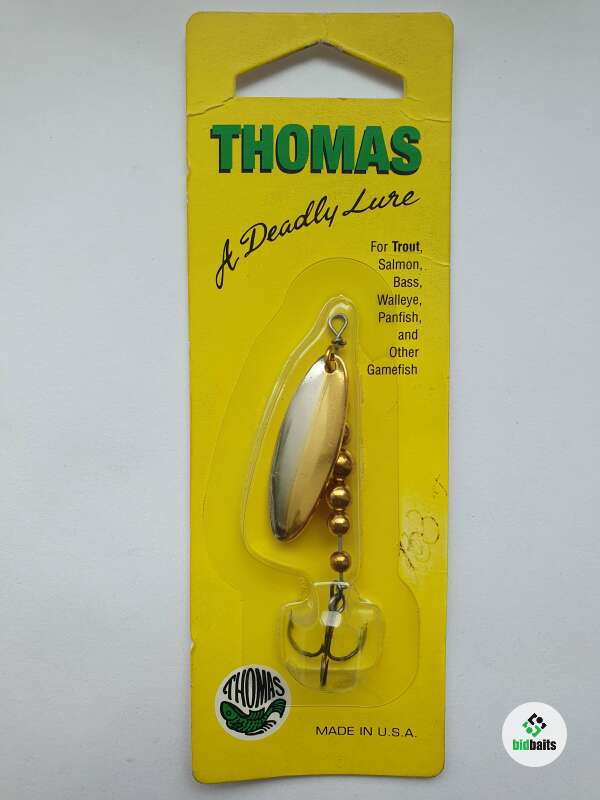 THOMAS
A Deadly Lure
For Trout,
Salmon,
Bass,
Walleye,
Panfish,
and
Other
Gamefish
THOMAS
MADE IN U.S.A.
bidbaits